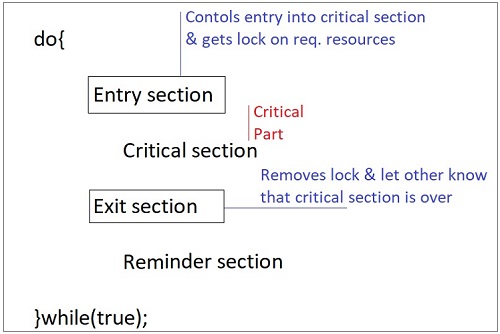 Contols entry into critical section
& gets lock on req. resources
do{
Entry section
Critical
Part
Critical section
Removes lock & let other know
that critical section is over
Exit section
Reminder section
}while(true);